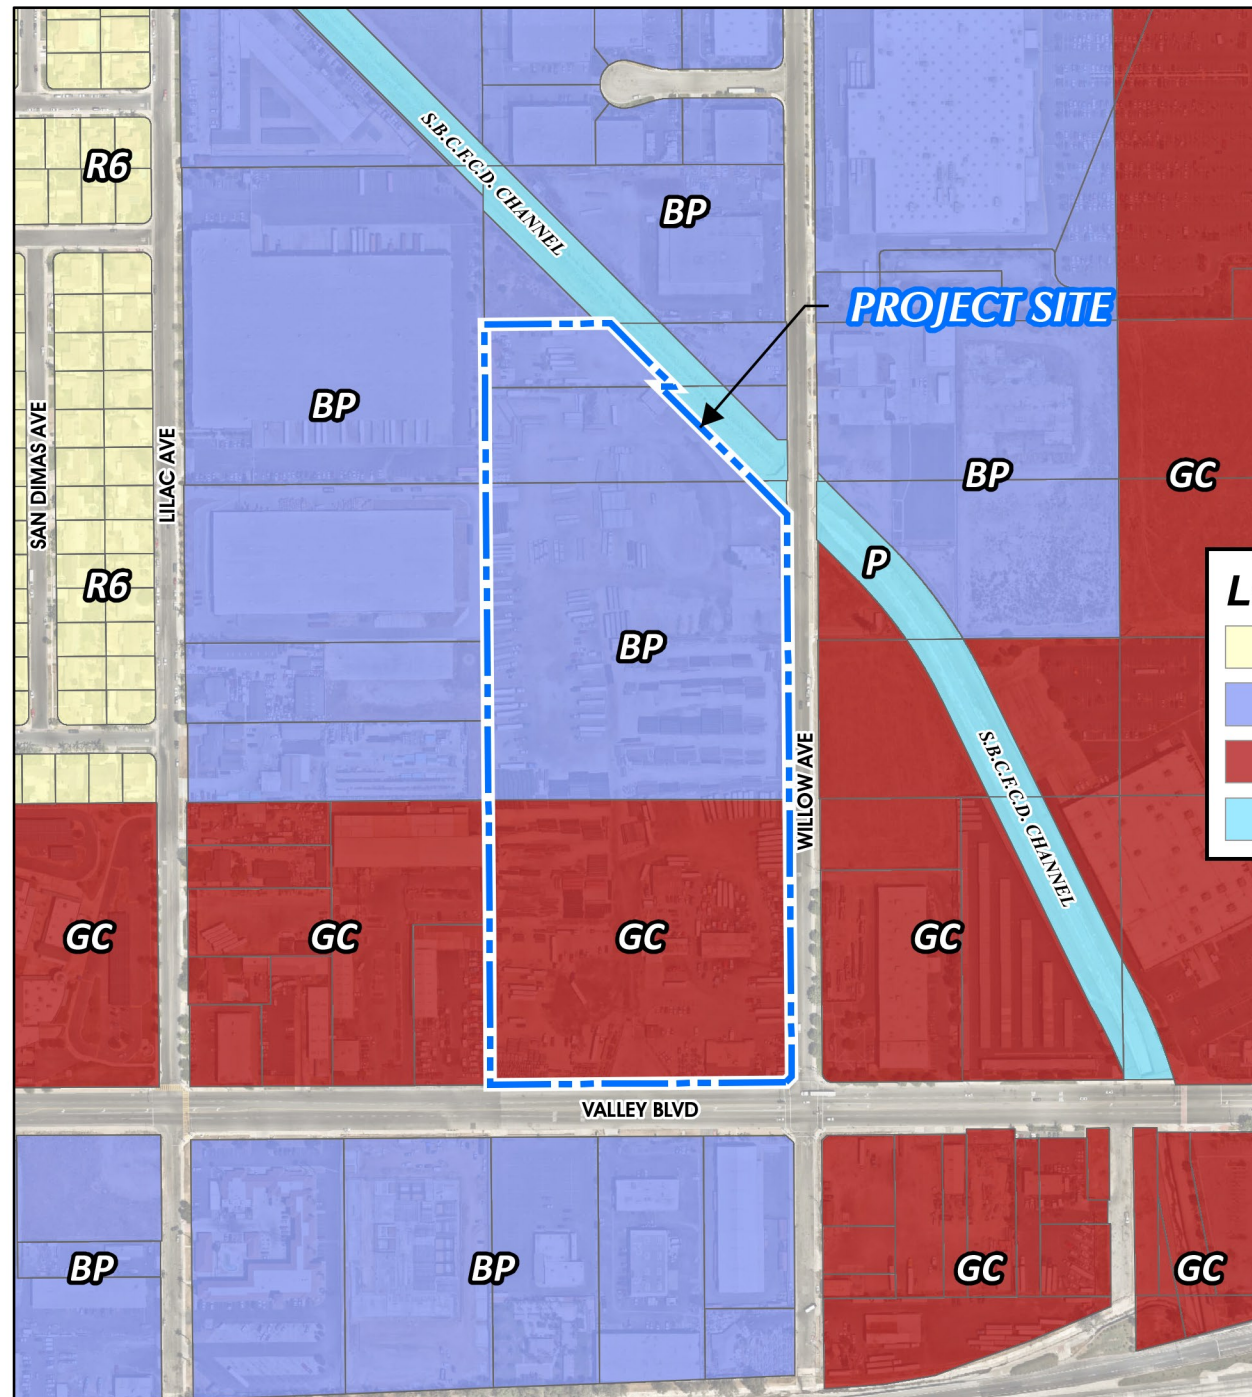 S.B.C.F.C.D. CHANNEL
R6
BP
PROJECT SITE
BP
SAN DIMAS AVE
LILAC AVE
BP
GC
P
R6
L
BP
WILLOW AVE
S.B.C.F.C.D. CHANNEL
GC
GC
GC
GC
VALLEY BLVD
BP
BP
GC
GC